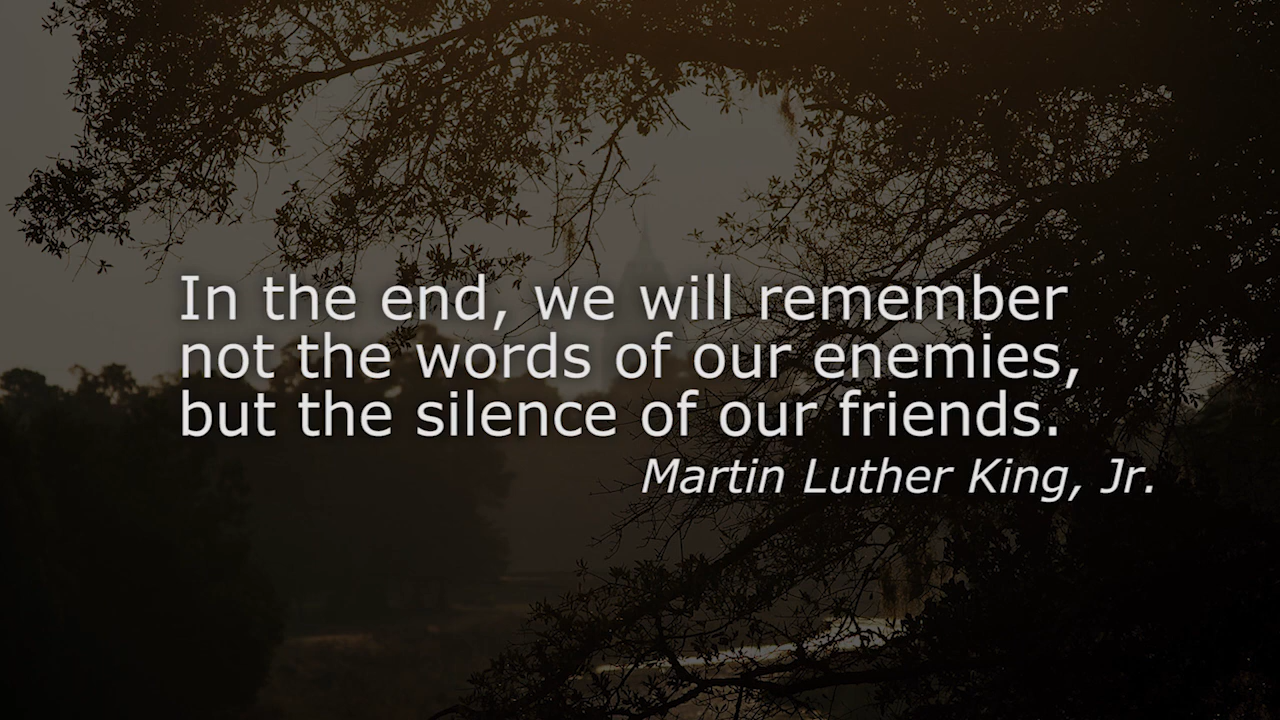 In the end, we will remember
not the words of our enemies,
but the silence of our friends.
Martin Luther King, Jr.